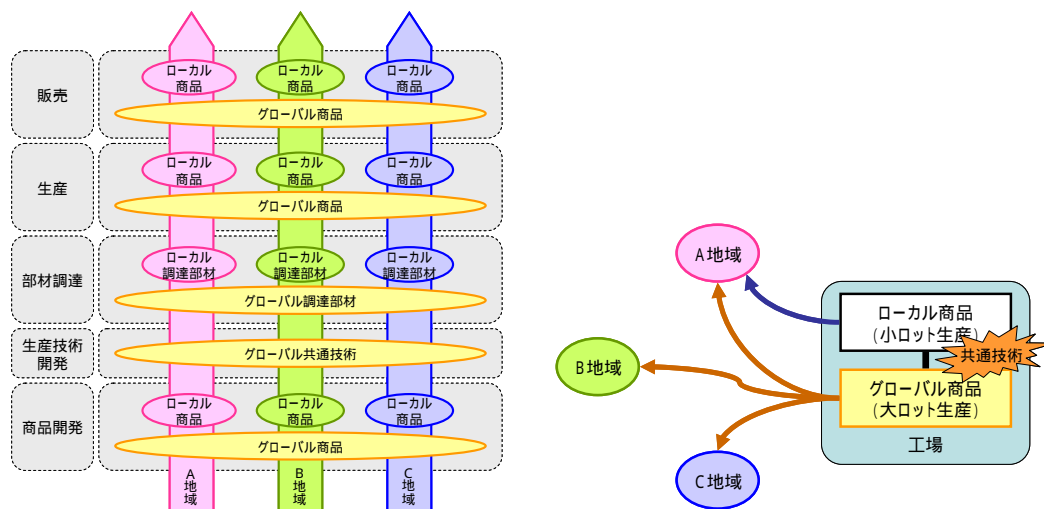 販売
ローカル
商品
ローカル
商品
ローカル
商品
グローバル商品
生産
ローカル
商品
ローカル
商品
ローカル
商品
グローバル商品
部材調達
ローカル
調達部材
ローカル
調達部材
ローカル
調達部材
グローバル調達部材
生産技術
開発
グローバル共通技術
商品開発
ローカル
商品
ローカル
商品
ローカル
商品
グローバル商品
A地域
B地域
C地域
A地域
B地域
C地域
ローカル商品
(小ロット生産)
共通技術
グローバル商品
(大ロット生産)
工場